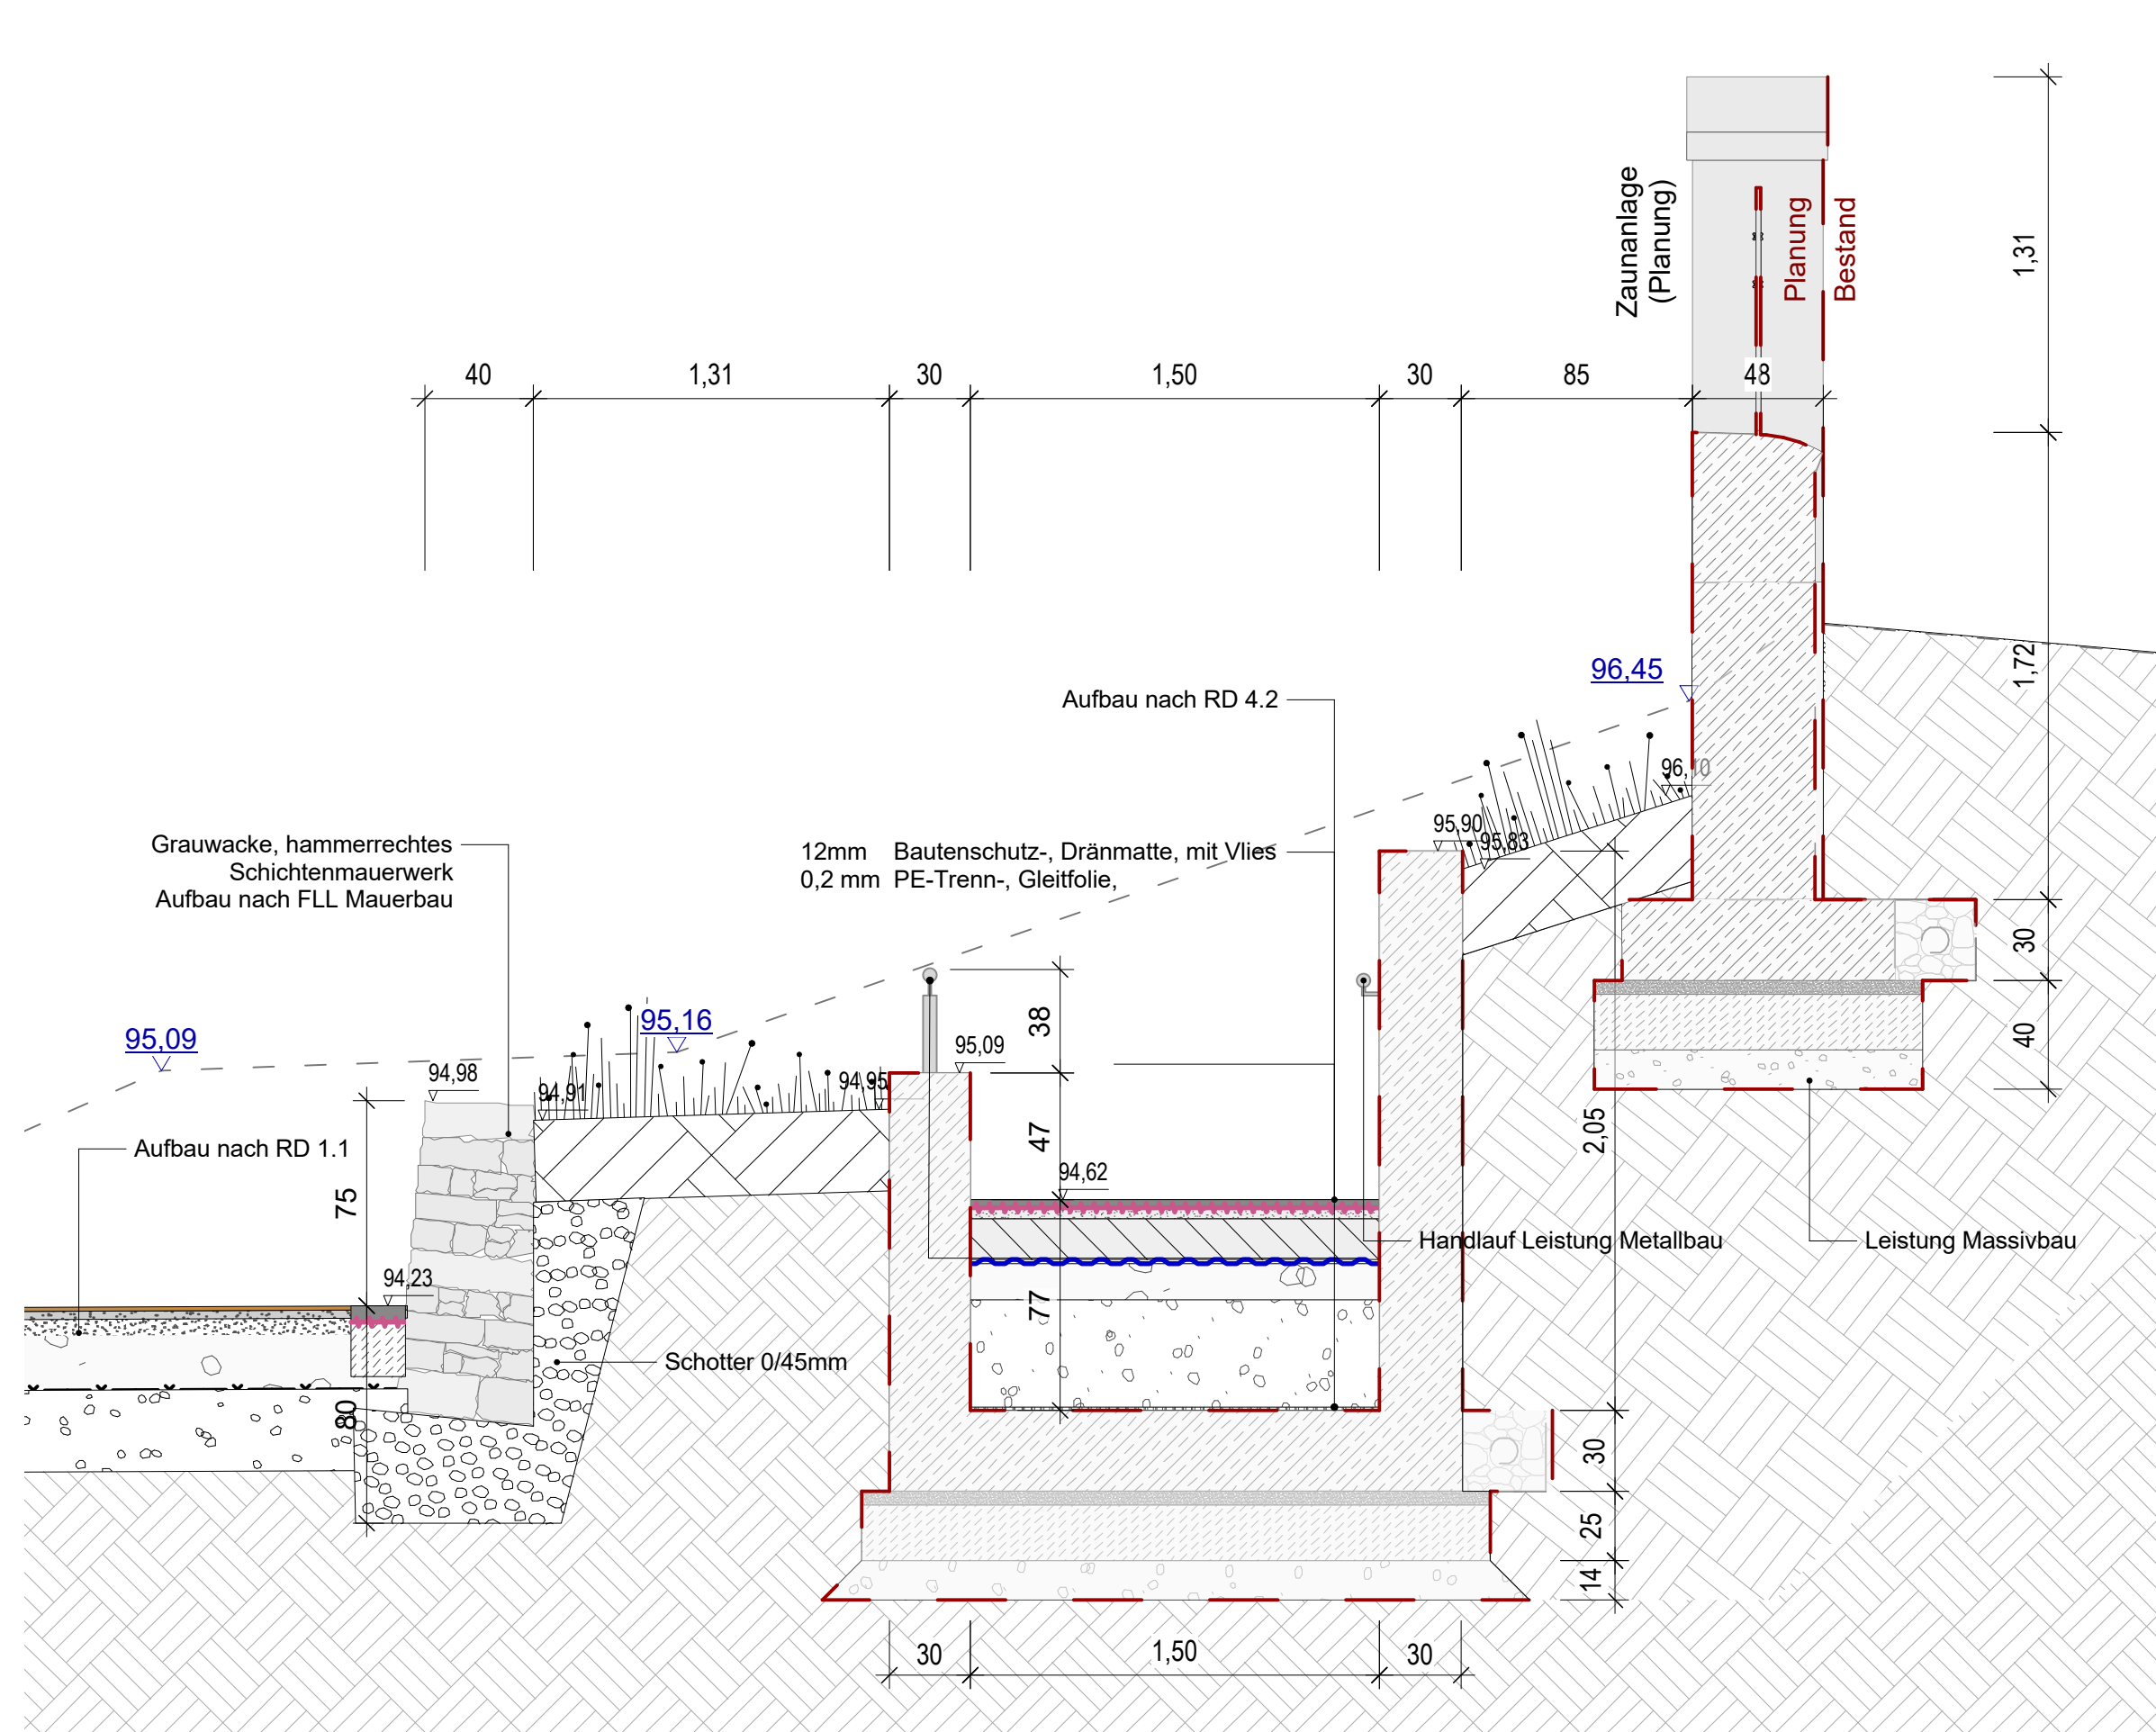 Zaunanlage
(Planung)
Planung
Bestand
1,31
40
1,31
30
1,50
30
85
48
1,72
96,45
Aufbau nach RD 4.2
96,10
95,90
95,83
Grauwacke, hammerrechtes
Schichtenmauerwerk
Aufbau nach FLL Mauerbau
12mm Bautenschutz-, Dränmatte, mit Vlies
0,2 mm PE-Trenn-, Gleitfolie,
30
40
38
95,09
95,16
95,09
94,98
94,91
94,95
47
2,05
Aufbau nach RD 1.1
75
94,62
94,23
Handlauf Leistung Metallbau
Leistung Massivbau
77
Schotter 0/45mm
80
30
25
14
30
1,50
30